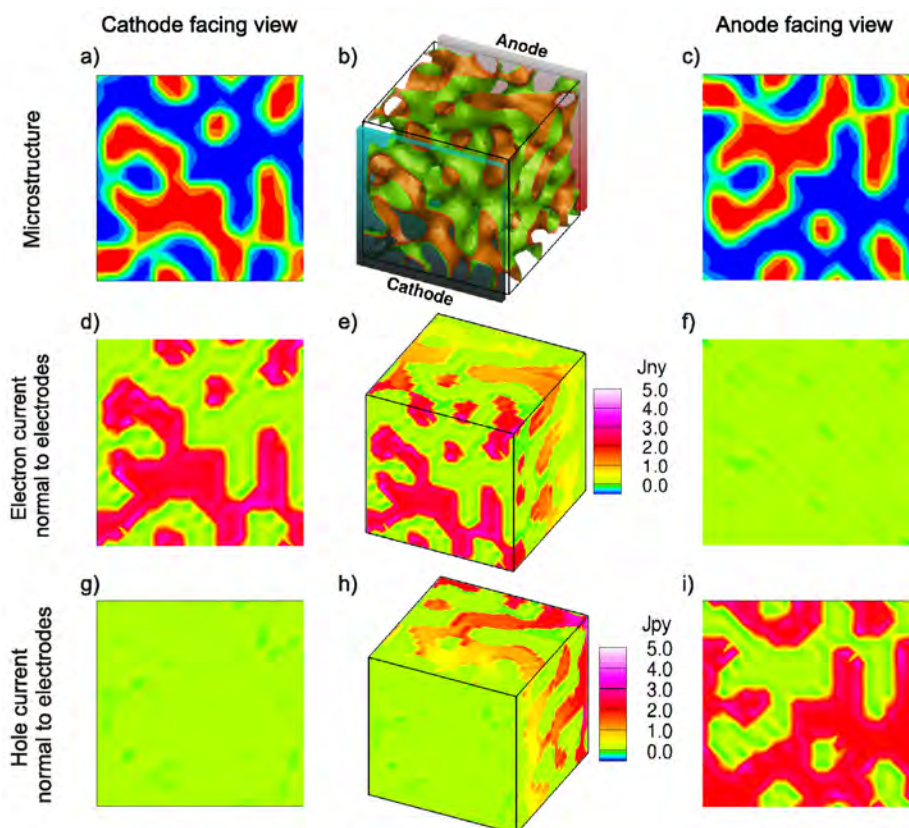 Cathode facing view
Anode facing view
a)
b)
c)
Anode
Cathode
Microstructure
d)
e)
f)
Jny
5.0
4.0
3.0
2.0
1.0
0.0
Electron current
normal to electrodes
g)
h)
i)
Jpy
5.0
4.0
3.0
2.0
1.0
0.0
Hole current
normal to electrodes